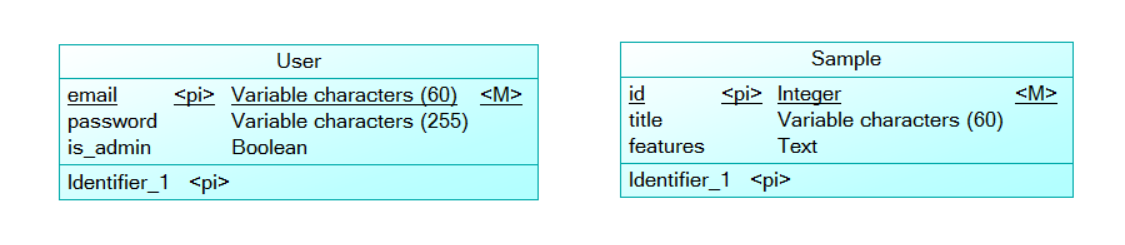 User
email <pi> Variable characters (60) <M>
password Variable characters (255)
is_admin Boolean
Identifier_1 <pi>
Sample
id <pi> Integer <M>
title Variable characters (60)
features Text
Identifier_1 <pi>